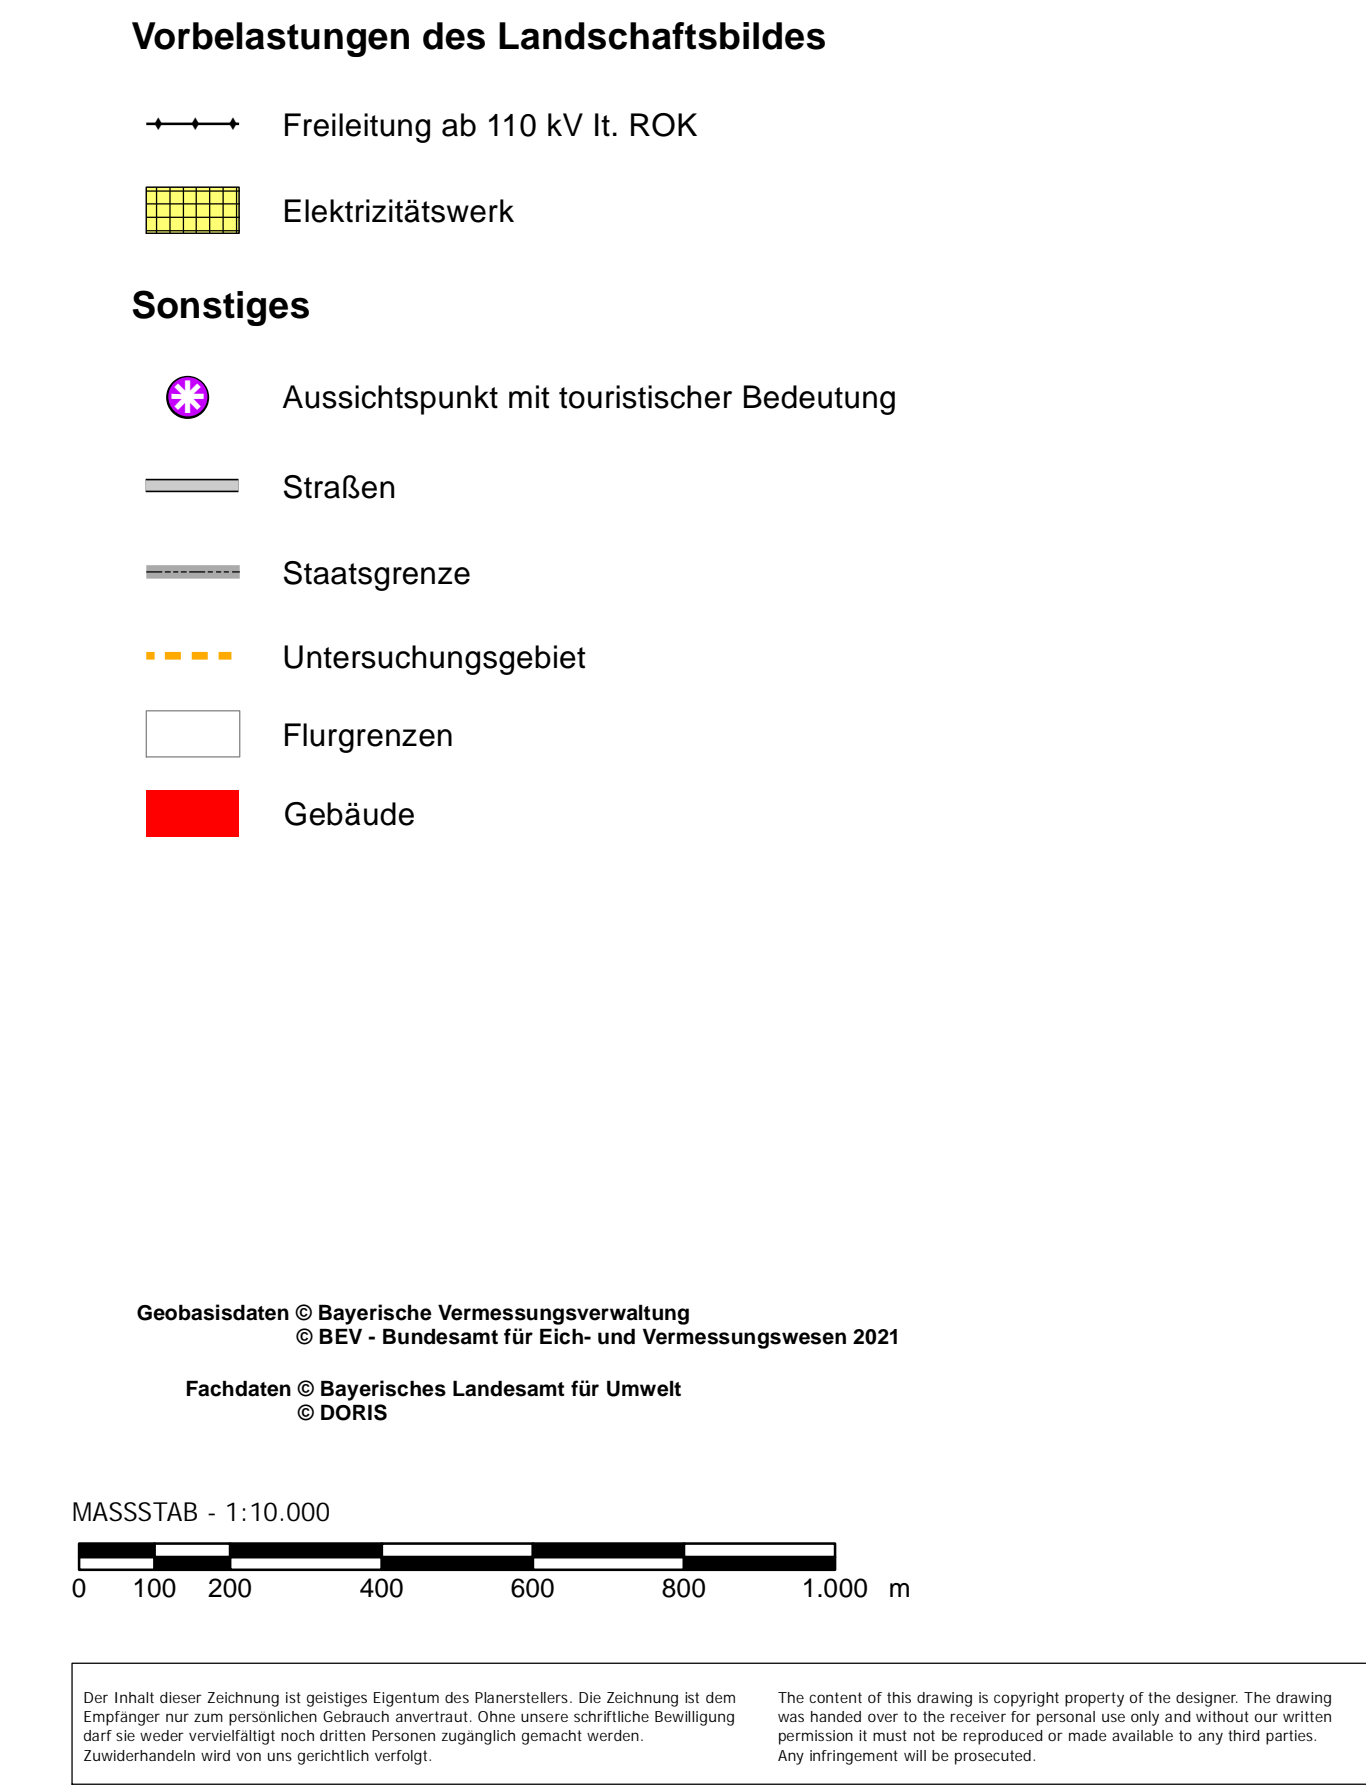 Vorbelastungen des Landschaftsbildes
Freileitung ab 110 kV lt. ROK
Elektrizitätswerk
Sonstiges
Aussichtspunkt mit touristischer Bedeutung
Straßen
Staatsgrenze
Untersuchungsgebiet
Flurgrenzen
Gebäude
Geobasisdaten © Bayerische Vermessungsverwaltung
© BEV - Bundesamt für Eich- und Vermessungswesen 2021
Fachdaten © Bayerisches Landesamt für Umwelt
© DORIS
MASSSTAB - 1:10.000
0 100 200 400 600 800 1.000 m
Der Inhalt dieser Zeichnung ist geistiges Eigentum des Planerstellers. Die Zeichnung ist dem
Empfänger nur zum persönlichen Gebrauch anvertraut. Ohne unsere schriftliche Bewilligung
darf sie weder vervielfältigt noch dritten Personen zugänglich gemacht werden.
Zuwiderhandeln wird von uns gerichtlich verfolgt.
The content of this drawing is copyright property of the designer. The drawing
was handed over to the receiver for personal use only and without our written
permission it must not be reproduced or made available to any third parties.
Any infringement will be prosecuted.